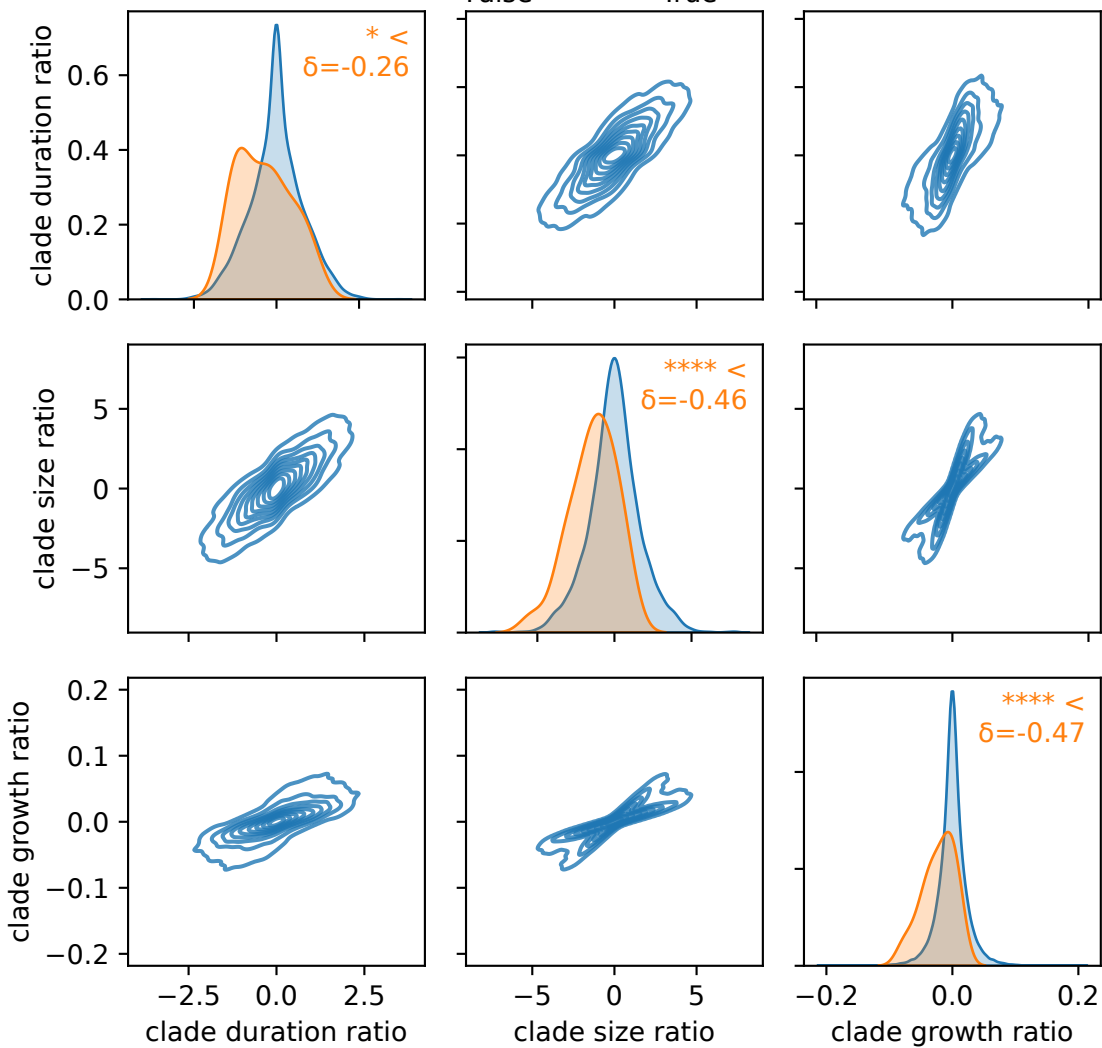 clade duration ratio
0.6
0.4
0.2
0.0
* <
δ=-0.26
clade size ratio
5
0
−5
**** <
δ=-0.46
clade growth ratio
0.2
0.1
0.0
−0.1
−0.2
**** <
δ=-0.47
−2.5 0.0 2.5
−5 0 5
−0.2 0.0 0.2
clade duration ratio
clade size ratio
clade growth ratio